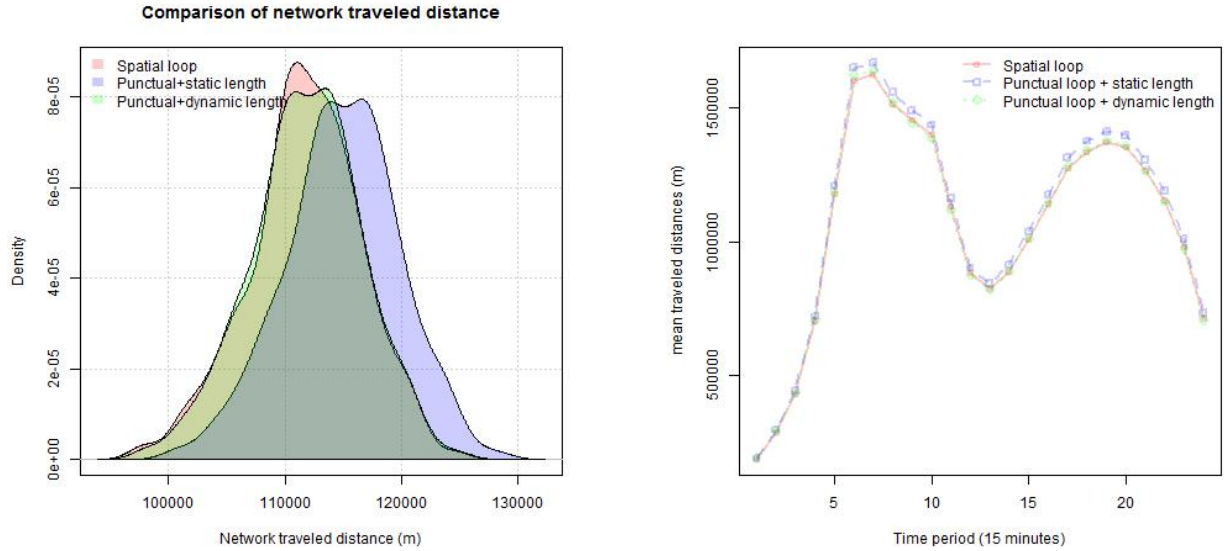 Comparison of network traveled distance
Spatial loop
Punctual+static length
Punctual+dynamic length
Density
0e+00
2e-05
4e-05
6e-05
8e-05
100000
110000
120000
130000
Network traveled distance (m)
Spatial loop
Punctual loop + static length
Punctual loop + dynamic length
mean traveled distances (m)
500000
1000000
1500000
5
10
15
20
Time period (15 minutes)